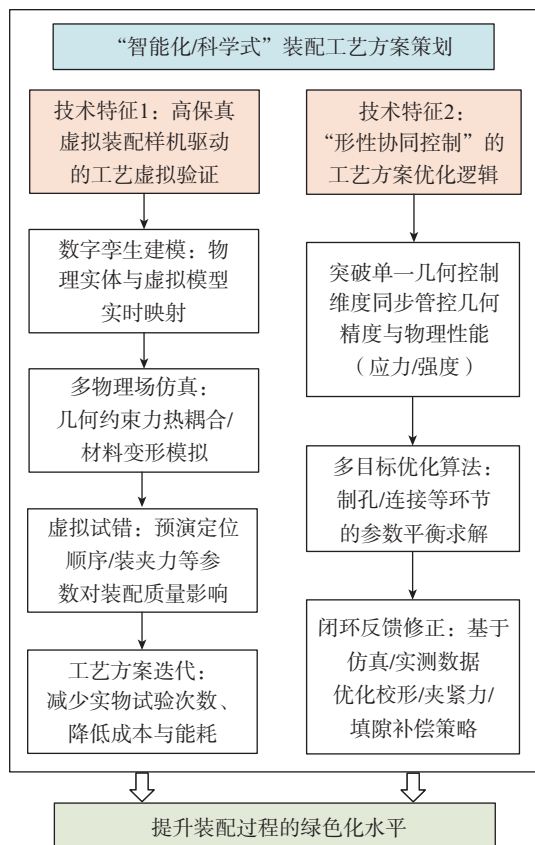 “智能化/科学式”装配工艺方案策划
技术特征1：高保真
虚拟装配样机驱动
的工艺虚拟验证
数字孪生建模：物
理实体与虚拟模型
实时映射
多物理场仿真：
几何约束力热耦合/
材料变形模拟
虚拟试错：预演定位
顺序/装夹力等参
数对装配质量影响
工艺方案迭代：
减少实物试验次数、
降低成本与能耗
技术特征2：
“形性协同控制”的
工艺方案优化逻辑
突破单一几何控制
维度同步管控几何
精度与物理性能
（应力/强度）
多目标优化算法：
制孔/连接等环节
的参数平衡求解
闭环反馈修正：基于
仿真/实测数据
优化校形/夹紧力/
填隙补偿策略
提升装配过程的绿色化水平